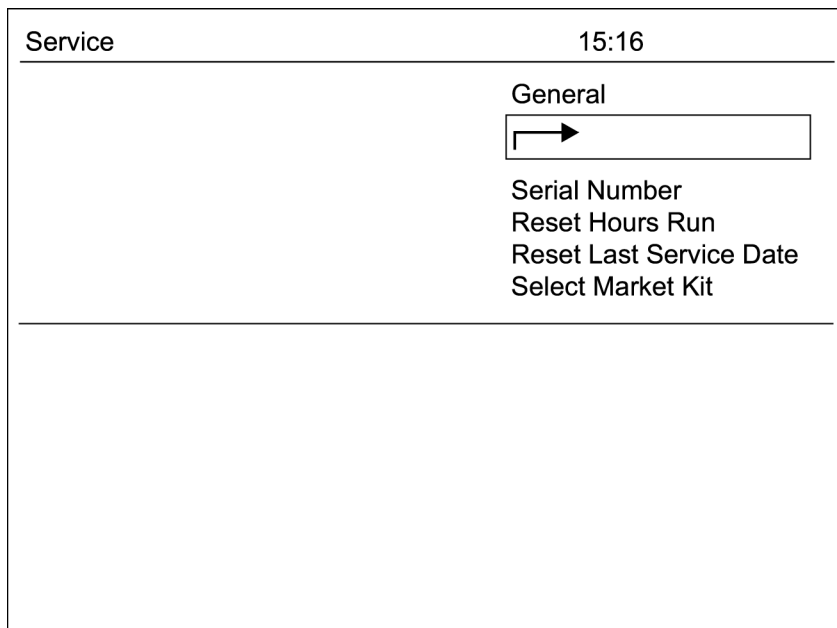 Service 15:16
General
Serial Number
Reset Hours Run
Reset Last Service Date
Select Market Kit